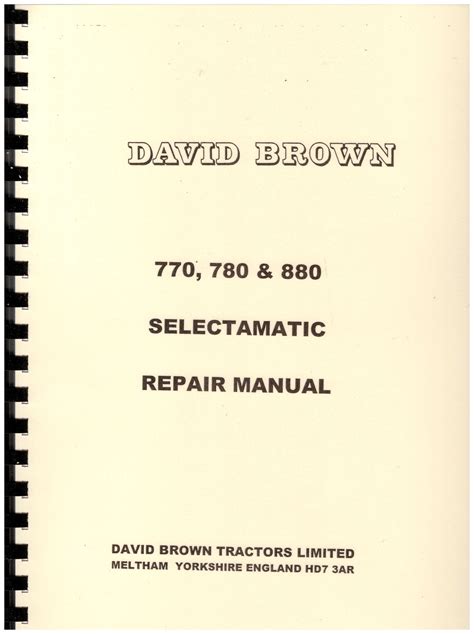 DAVID BROWN
770, 780 & 880
SELECTAMATIC
REPAIR MANUAL
DAVID BROWN TRACTORS LIMITED
MELTHAM YORKSHIRE ENGLAND HD7 3AR